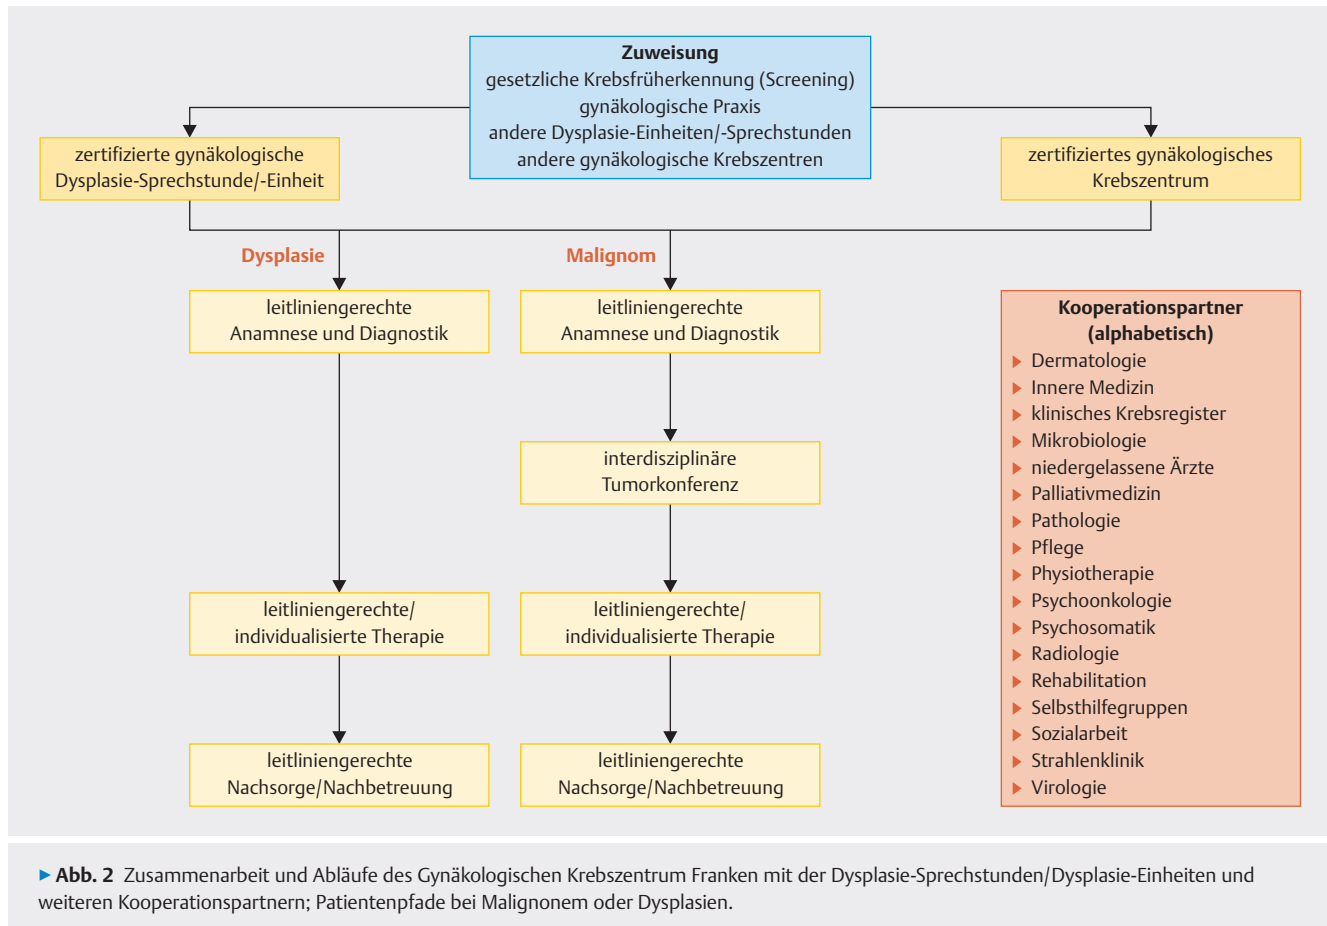 Zuweisung
gesetzliche Krebsfrüherkennung (Screening)
gynäkologische Praxis
andere Dysplasie-Einheiten/-Sprechstunden
andere gynäkologische Krebszentren
zertifizierte gynäkologische
Dysplasie-Sprechstunde/-Einheit
zertifiziertes gynäkologisches
Krebszentrum
Dysplasie
Malignom
leitliniengerechte
Anamnese und Diagnostik
leitliniengerechte
Anamnese und Diagnostik
interdisziplinäre
Tumorkonferenz
leitliniengerechte/
individualisierte Therapie
leitliniengerechte/
individualisierte Therapie
leitliniengerechte
Nachsorge/Nachbetreuung
leitliniengerechte
Nachsorge/Nachbetreuung
Kooperationspartner
(alphabetisch)
Dermatologie
Innere Medizin
klinisches Krebsregister
Mikrobiologie
niedergelassene Ärzte
Palliativmedizin
Pathologie
Pflege
Physiotherapie
Psychoonkologie
Psychosomatik
Radiologie
Rehabilitation
Selbsthilfegruppen
Sozialarbeit
Strahlenklinik
Virologie
Abb. 2 Zusammenarbeit und Abläufe des Gynäkologischen Krebszentrum Franken mit der Dysplasie-Sprechstunden/Dysplasie-Einheiten und
weiteren Kooperationspartnern; Patientenpfade bei Malignonem oder Dysplasien.